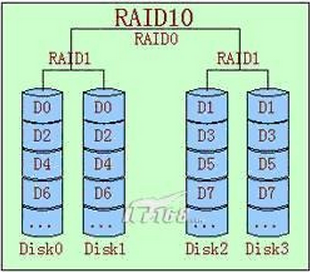 RAID10
RAID0
RAID1 RAID1
D0 D0 D1 D1
D2 D2 D3 D3
D4 D4 D5 D5
D6 D6 D7 D7
... ... ... ...
IT168
Disk0 Disk1 Disk2 Disk3